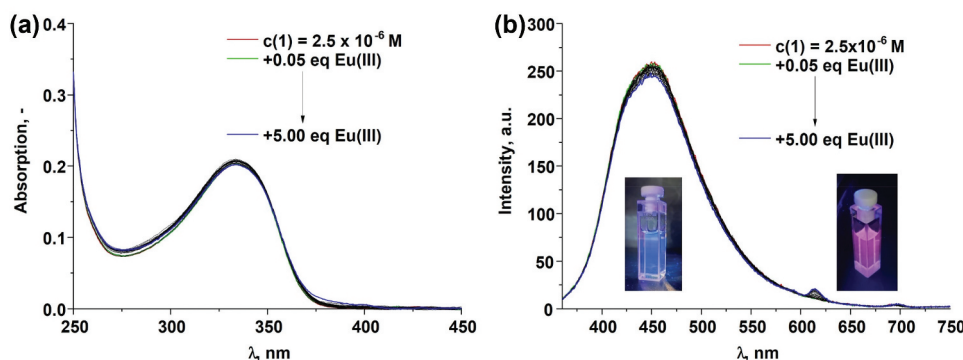 (a)
0.4
0.3
0.2
0.1
0.0
Absorption, -
250
300
350
400
450
λ, nm
c(1) = 2.5 x 10⁻⁶ M
+0.05 eq Eu(III)
+5.00 eq Eu(III)
(b)
300
250
200
150
100
50
0
Intensity, a.u.
400
450
500
550
600
650
700
750
λ, nm
c(1) = 2.5x10⁻⁶ M
+0.05 eq Eu(III)
+5.00 eq Eu(III)